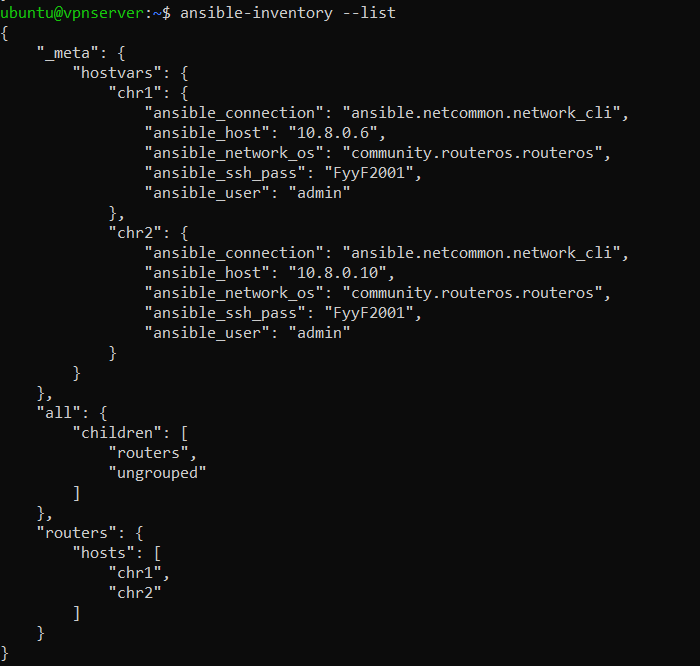 ubuntu@vpnserver:~$ ansible-inventory --list
{
    "_meta": {
        "hostvars": {
            "chr1": {
                "ansible_connection": "ansible.netcommon.network_cli",
                "ansible_host": "10.8.0.6",
                "ansible_network_os": "community.routeros.routeros",
                "ansible_ssh_pass": "FyyF2001",
                "ansible_user": "admin"
            },
            "chr2": {
                "ansible_connection": "ansible.netcommon.network_cli",
                "ansible_host": "10.8.0.10",
                "ansible_network_os": "community.routeros.routeros",
                "ansible_ssh_pass": "FyyF2001",
                "ansible_user": "admin"
            }
        }
    },
    "all": {
        "children": [
            "routers",
            "ungrouped"
        ]
    },
    "routers": {
        "hosts": [
            "chr1",
            "chr2"
        ]
    }
}